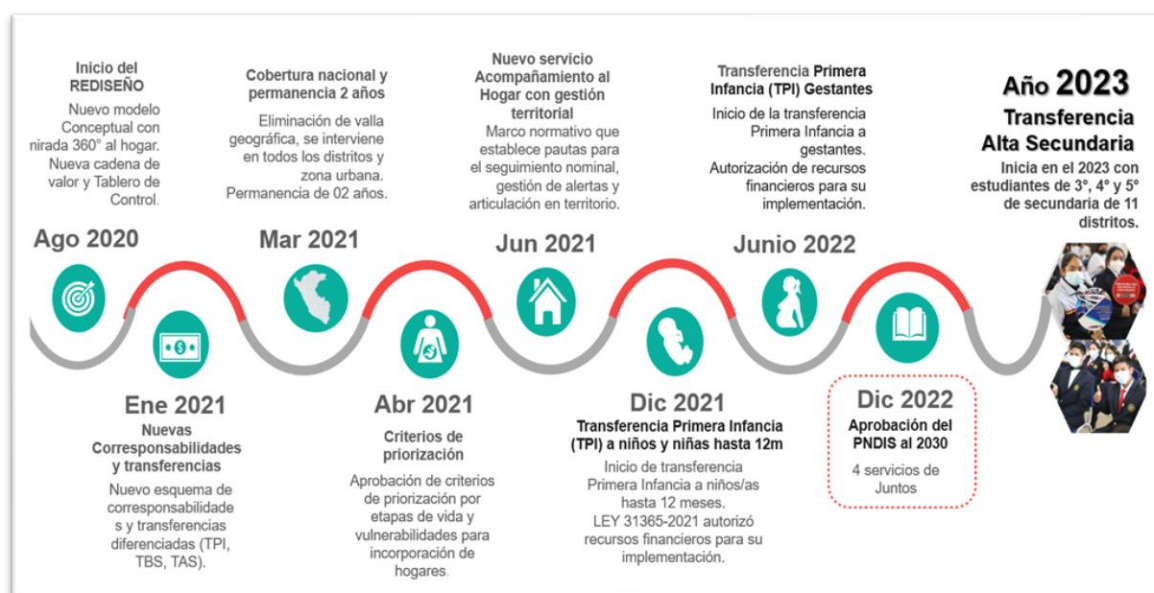 Inicio del
REDISEÑO
Nuevo modelo
Conceptual con
nirada 360° al hogar.
Nueva cadena de
valor y Tablero de
Control.
Ago 2020
Cobertura nacional y
permanencia 2 años
Eliminación de valla
geográfica, se interviene
en todos los distritos y
zona urbana.
Permanencia de 02 años.
Mar 2021
Nuevo servicio
Acompañamiento al
Hogar con gestión
territorial
Marco normativo que
establece pautas para
el seguimiento nominal,
gestión de alertas y
articulación en territorio.
Jun 2021
Transferencia Primera
Infancia (TPI) Gestantes
Inicio de la transferencia
Primera Infancia a
gestantes.
Autorización de recursos
financieros para su
implementación.
Junio 2022
Año 2023
Transferencia
Alta Secundaria
Inicia en el 2023 con
estudiantes de 3°, 4° y 5°
de secundaria de 11
distritos.
Ene 2021
Nuevas
Corresponsabilidades
y transferencias
Nuevo esquema de
corresponsabilidade
s y transferencias
diferenciadas (TPI,
TBS, TAS).
Abr 2021
Criterios de
priorización
Aprobación de criterios
de priorización por
etapas de vida y
vulnerabilidades para
incorporación de
hogares.
Dic 2021
Transferencia Primera Infancia
(TPI) a niños y niñas hasta 12m
Inicio de transferencia
Primera Infancia a niños/as
hasta 12 meses.
LEY 31365-2021 autorizó
recursos financieros para su
implementación.
Dic 2022
Aprobación del
PNDIS al 2030
4 servicios de
Juntos